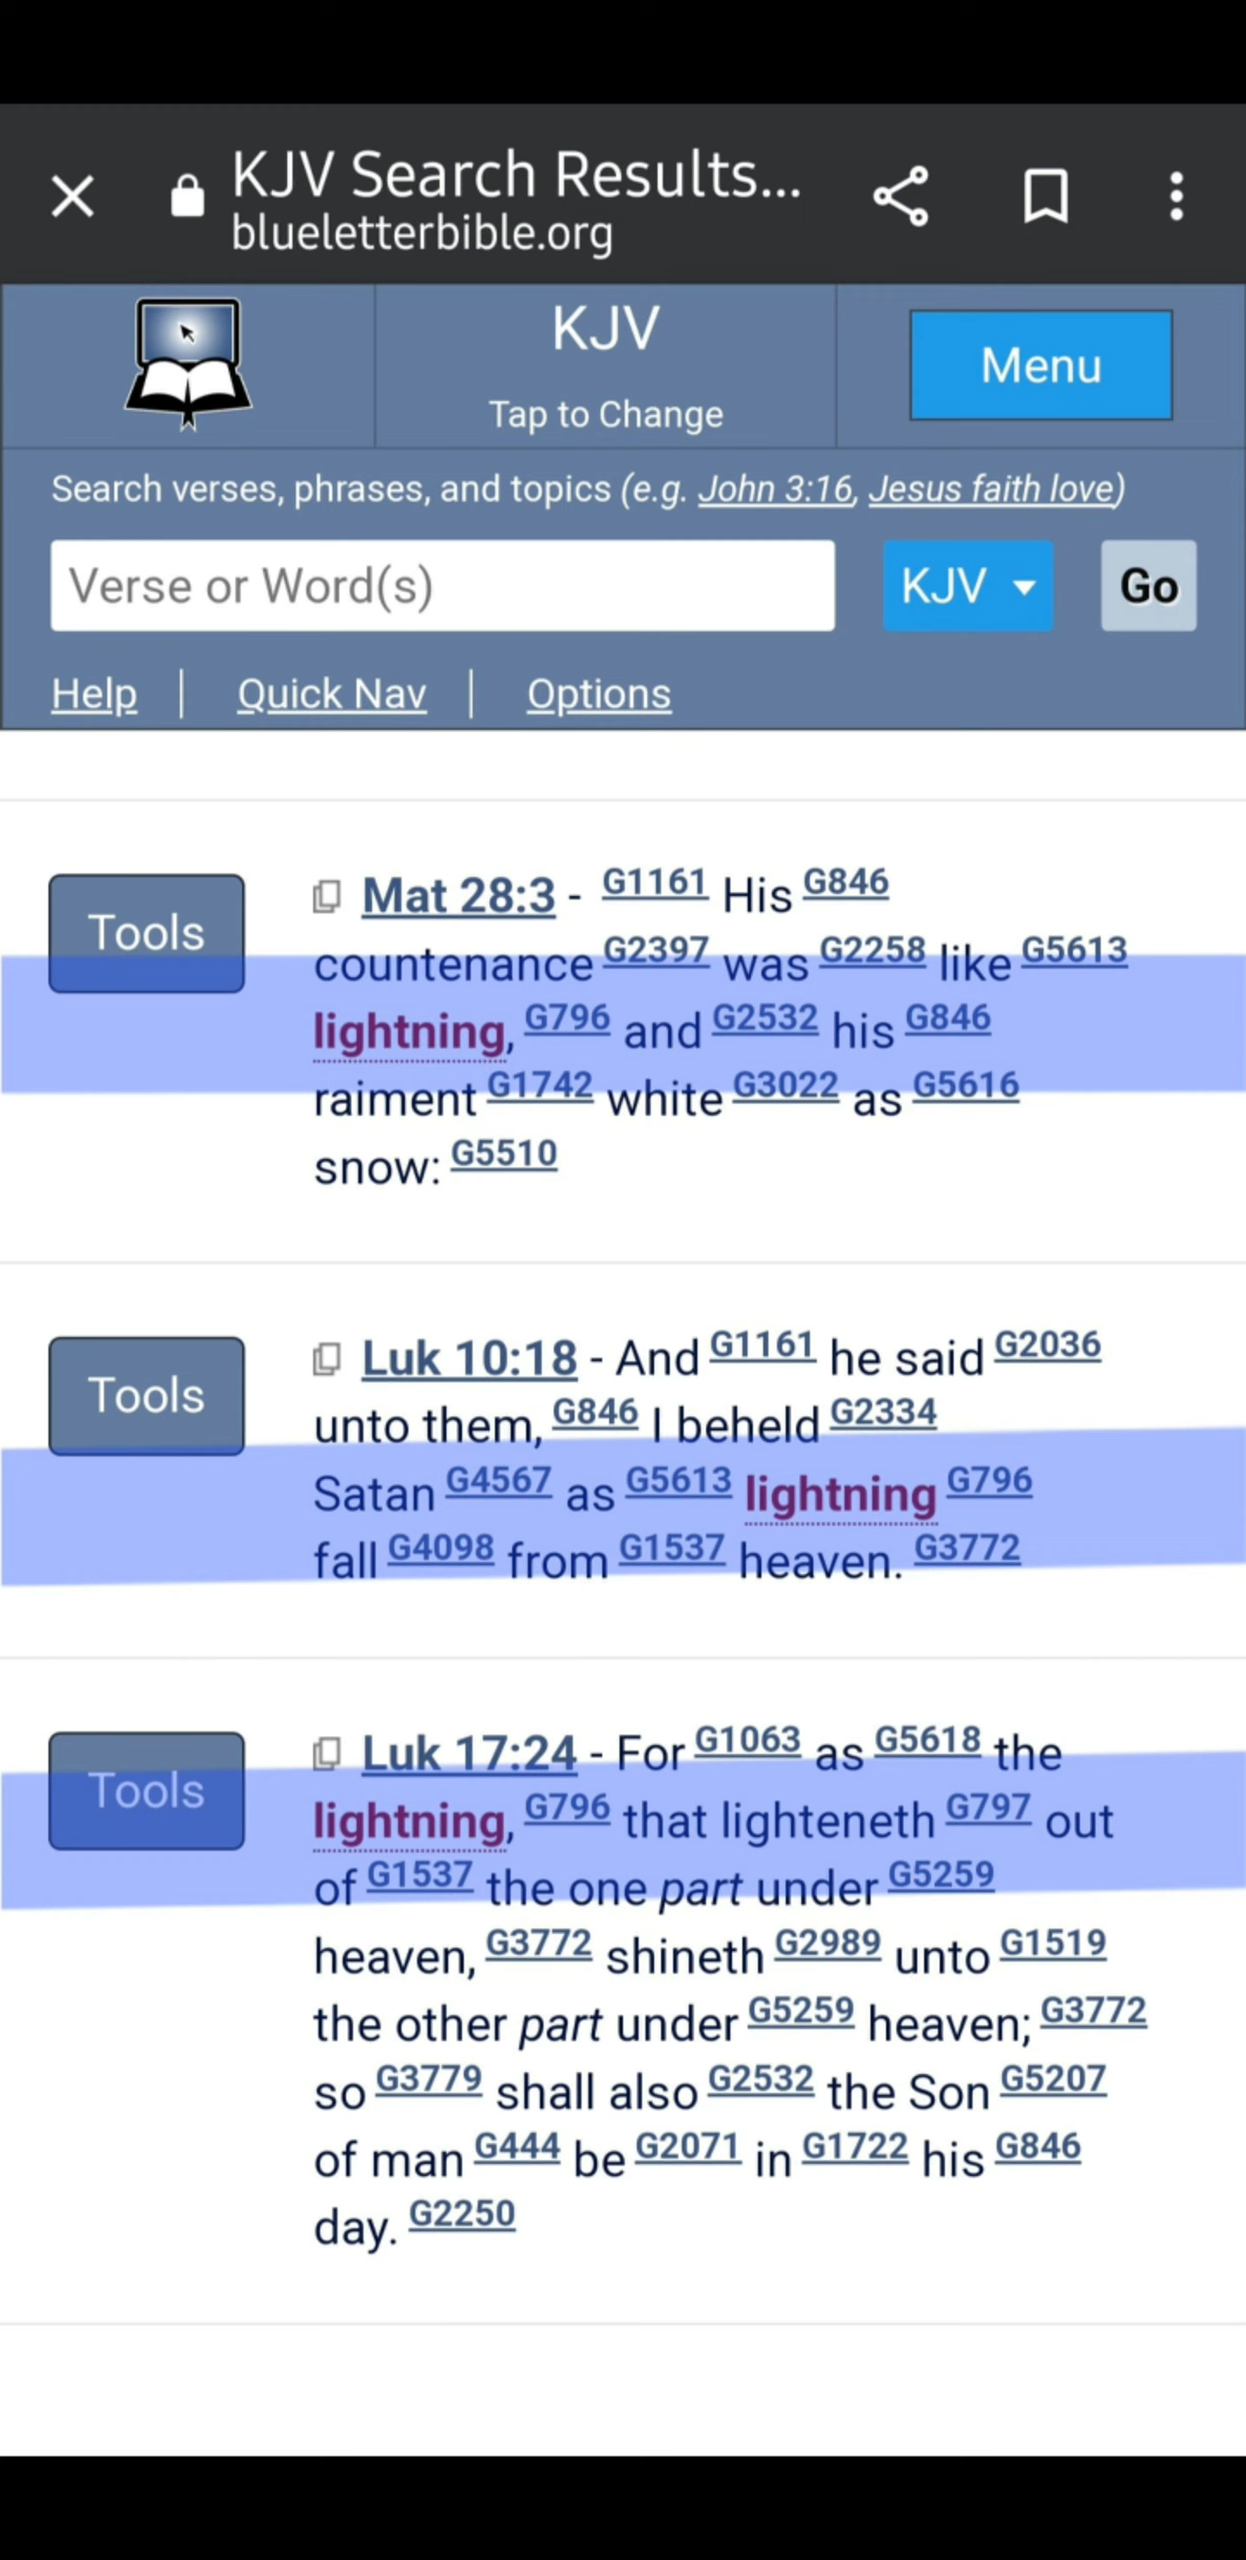 KJV Search Results...
blueletterbible.org
KJV
Tap to Change
Menu
Search verses, phrases, and topics (e.g. John 3:16, Jesus faith love)
Verse or Word(s)
KJV
Go
Help | Quick Nav | Options
Tools
Mat 28:3 - G1161 His G846
countenance G2397 was G2258 like G5613
lightning, G796 and G2532 his G846
raiment G1742 white G3022 as G5616
snow: G5510
Tools
Luk 10:18 - And G1161 he said G2036
unto them, G846 I beheld G2334
Satan G4567 as G5613 lightning G796
fall G4098 from G1537 heaven. G3772
Tools
Luk 17:24 - For G1063 as G5618 the
lightning, G796 that lighteneth G797 out
of G1537 the one part under G5259
heaven, G3772 shineth G2989 unto G1519
the other part under G5259 heaven; G3772
so G3779 shall also G2532 the Son G5207
of man G444 be G2071 in G1722 his G846
day. G2250